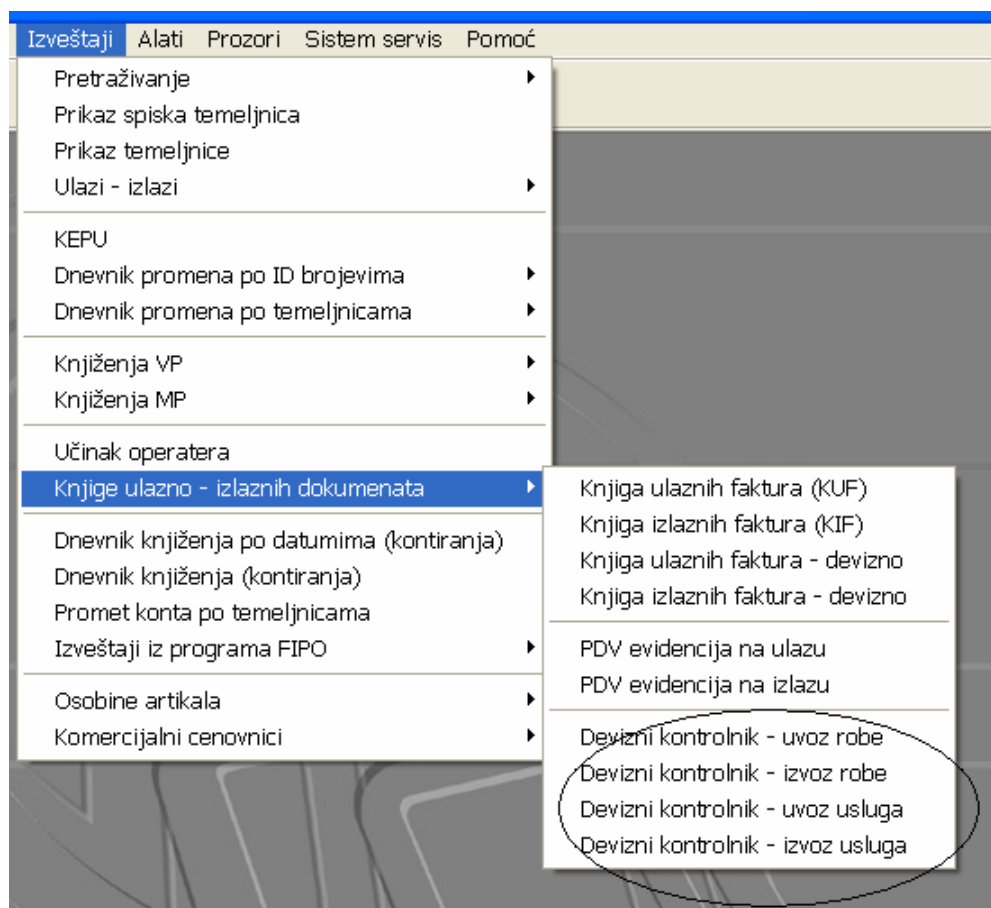 Izveštaji Alati Prozori Sistem servis Pomoć
Pretraživanje
Prikaz spiska temeljnica
Prikaz temeljnice
Ulazi - izlazi
KEPU
Dnevnik promena po ID brojevima
Dnevnik promena po temeljnicama
Knjiženja VP
Knjiženja MP
Učinak operatera
Knjige ulazno - izlaznih dokumenata
Dnevnik knjiženja po datumima (kontiranja)
Dnevnik knjiženja (kontiranja)
Promet konta po temeljnicama
Izveštaji iz programa FIPO
Osobine artikala
Komercijalni cenovnici
Knjiga ulaznih faktura (KUF)
Knjiga izlaznih faktura (KIF)
Knjiga ulaznih faktura - devizno
Knjiga izlaznih faktura - devizno
PDV evidencija na ulazu
PDV evidencija na izlazu
Devizni kontrolnik - uvoz robe
Devizni kontrolnik - izvoz robe
Devizni kontrolnik - uvoz usluga
Devizni kontrolnik - izvoz usluga